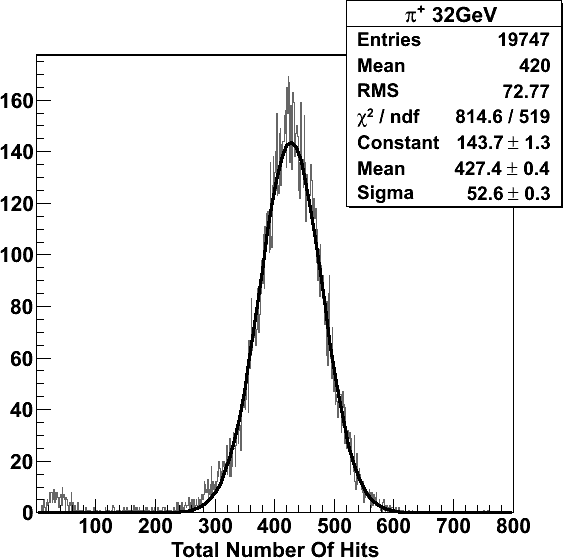 π+ 32GeV
Entries 19747
Mean 420
RMS 72.77
χ² / ndf 814.6 / 519
Constant 143.7 ± 1.3
Mean 427.4 ± 0.4
Sigma 52.6 ± 0.3
160
140
120
100
80
60
40
20
0
100 200 300 400 500 600 700 800
Total Number Of Hits